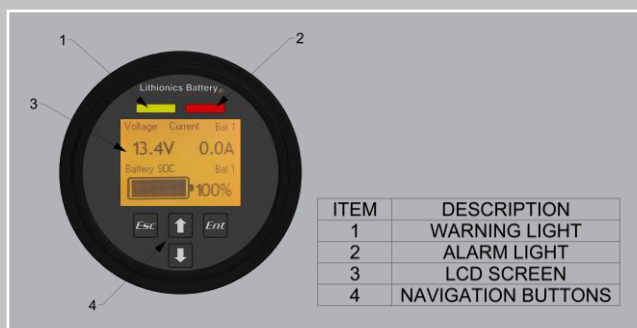 1
2
3
4
Lithionics Battery®
Voltage Current Bat 1
13.4V 0.0A
Battery SOC Bat 1
100%
Esc Ent
ITEM DESCRIPTION
1 WARNING LIGHT
2 ALARM LIGHT
3 LCD SCREEN
4 NAVIGATION BUTTONS